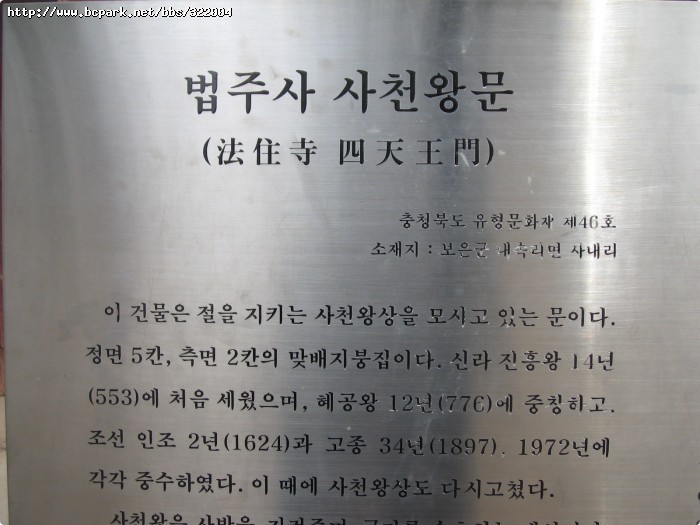 http://www.bcpark.net/bbs/322004
법주사 사천왕문
(法住寺 四天王門)
충청북도 유형문화재 제46호
소재지 : 보은군 내속리면 사내리
이 건물은 절을 지키는 사천왕상을 모시고 있는 문이다.
정면 5칸, 측면 2칸의 맞배지붕집이다. 신라 진흥왕 14년
(553)에 처음 세웠으며, 혜공왕 12년(776)에 중칭하고.
조선 인조 2년(1624)과 고종 34년(1897). 1972년에
각각 중수하였다. 이 때에 사천왕상도 다시고쳤다.